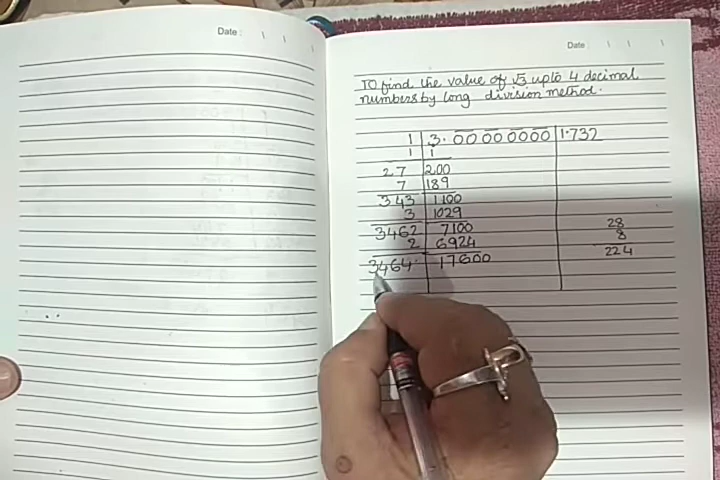 Date : \ \ \
Date \ \ \
TO find the value of √3 upto 4 decimal
numbers by long division method.
1 3. 00 00 0000 1.732
1 1
27 200
7 189
343 1100
3 1029
3462 7100 28
2 6924 8
3464. 17600 224